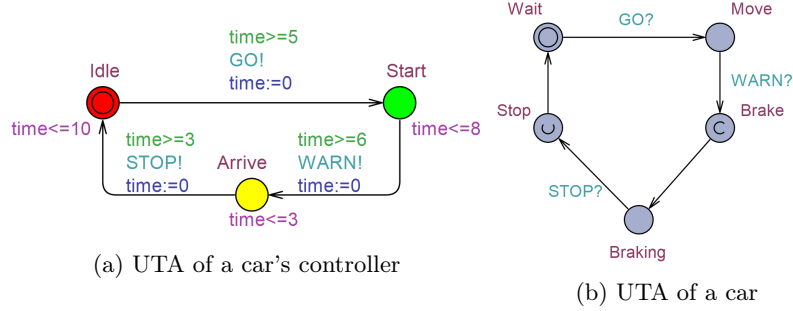 Idle
time>=5
GO!
time:=0
Start
time<=10
time<=8
time>=3
STOP!
time:=0
Arrive
time>=6
WARN!
time:=0
time<=3
(a) UTA of a car's controller
Wait
GO?
Move
WARN?
Stop
C
Brake
STOP?
Braking
(b) UTA of a car